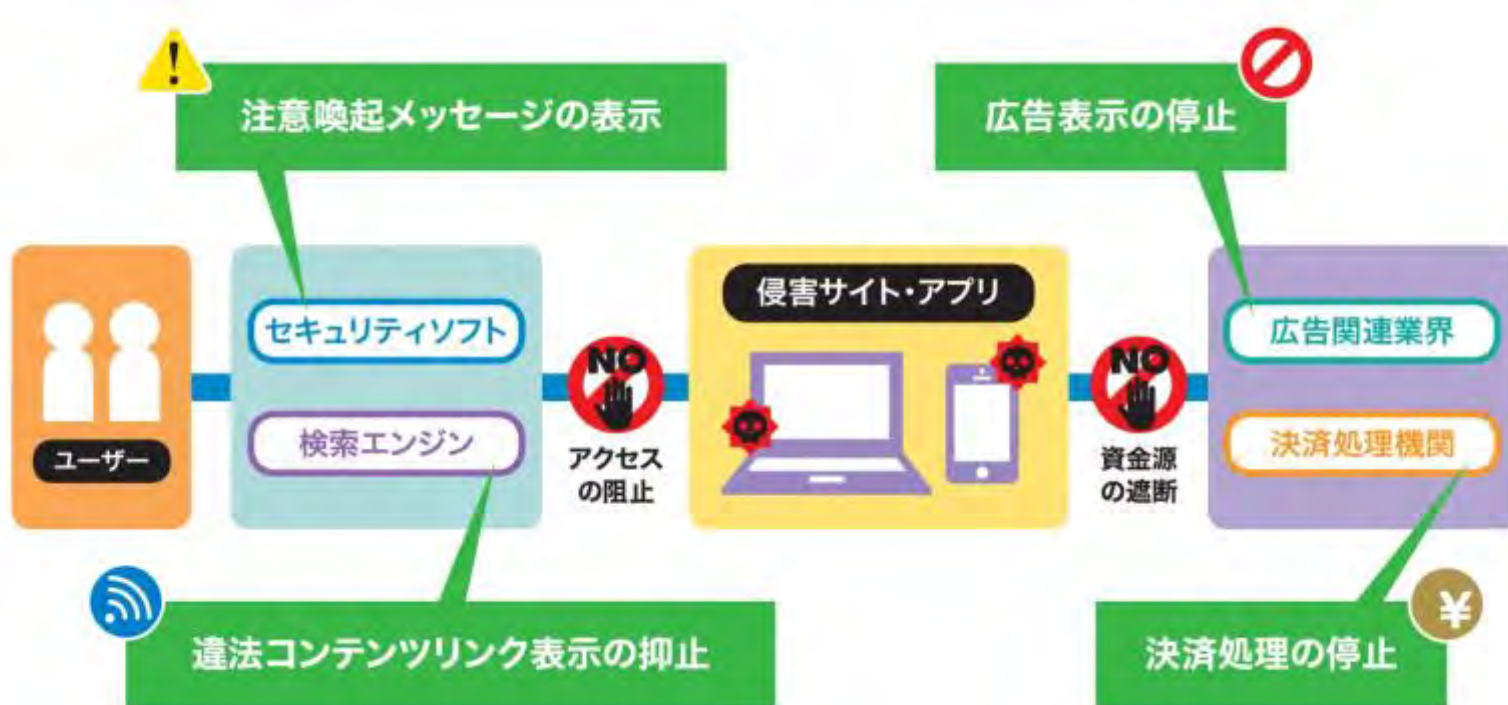 注意喚起メッセージの表示
広告表示の停止
ユーザー
セキュリティソフト
検索エンジン
NO
アクセス
の阻止
侵害サイト・アプリ
NO
資金源
の遮断
広告関連業界
決済処理機関
違法コンテンツリンク表示の抑止
決済処理の停止
¥